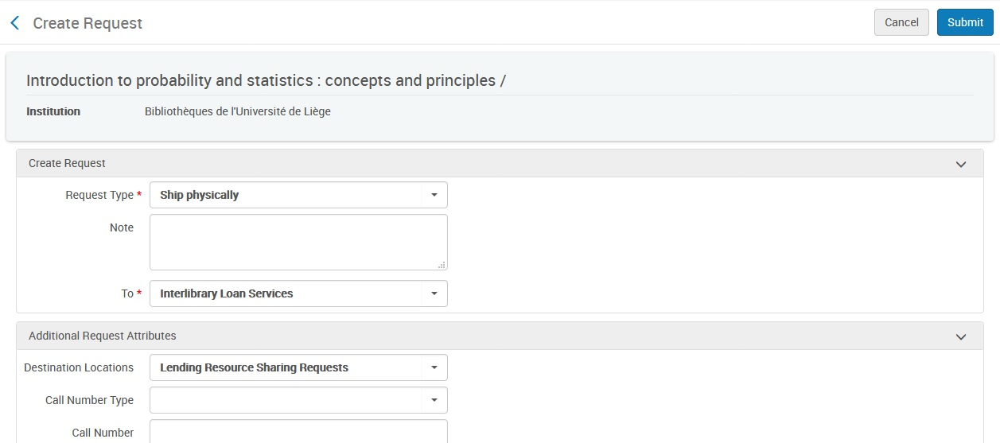 Create Request
Cancel
Submit
Introduction to probability and statistics : concepts and principles /
Institution Bibliothèques de l'Université de Liège
Create Request
Request Type * Ship physically
Note
To * Interlibrary Loan Services
Additional Request Attributes
Destination Locations Lending Resource Sharing Requests
Call Number Type
Call Number